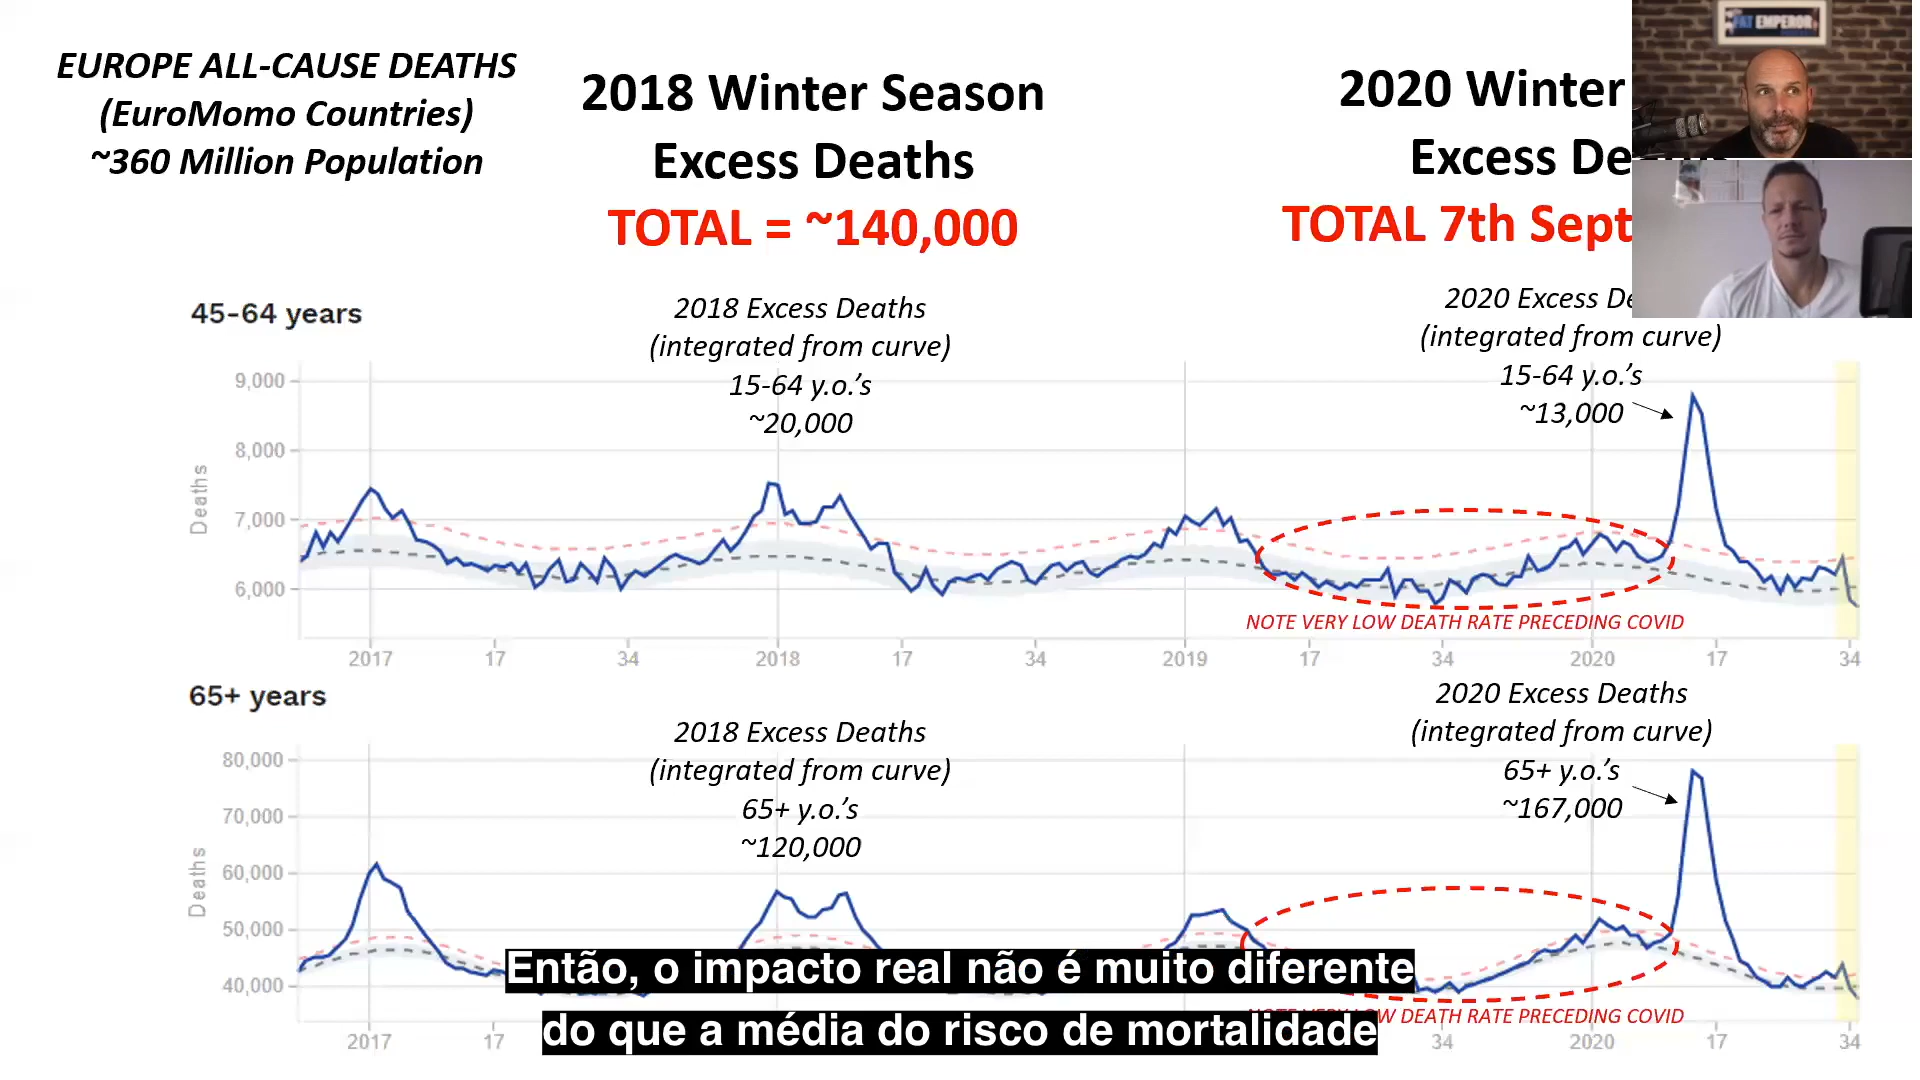 EUROPE ALL-CAUSE DEATHS
(EuroMomo Countries)
~360 Million Population
2018 Winter Season
Excess Deaths
TOTAL = ~140,000
2020 Winter
Excess
TOTAL 7th Sept
FAT EMPEROR
45-64 years
2018 Excess Deaths
(integrated from curve)
15-64 y.o.'s
~20,000
2020 Excess
(integrated from curve)
15-64 y.o.'s
~13,000
9,000
8,000
7,000
6,000
Deaths
NOTE VERY LOW DEATH RATE PRECEDING COVID
2017 17 34 2018 17 34 2019 17 34 2020 17 34
65+ years
2018 Excess Deaths
(integrated from curve)
65+ y.o.'s
~120,000
2020 Excess Deaths
(integrated from curve)
65+ y.o.'s
~167,000
80,000
70,000
60,000
50,000
40,000
Deaths
Então, o impacto real não é muito diferente
do que a média do risco de mortalidade
LOW DEATH RATE PRECEDING COVID
2017 17 34 2020 17 34